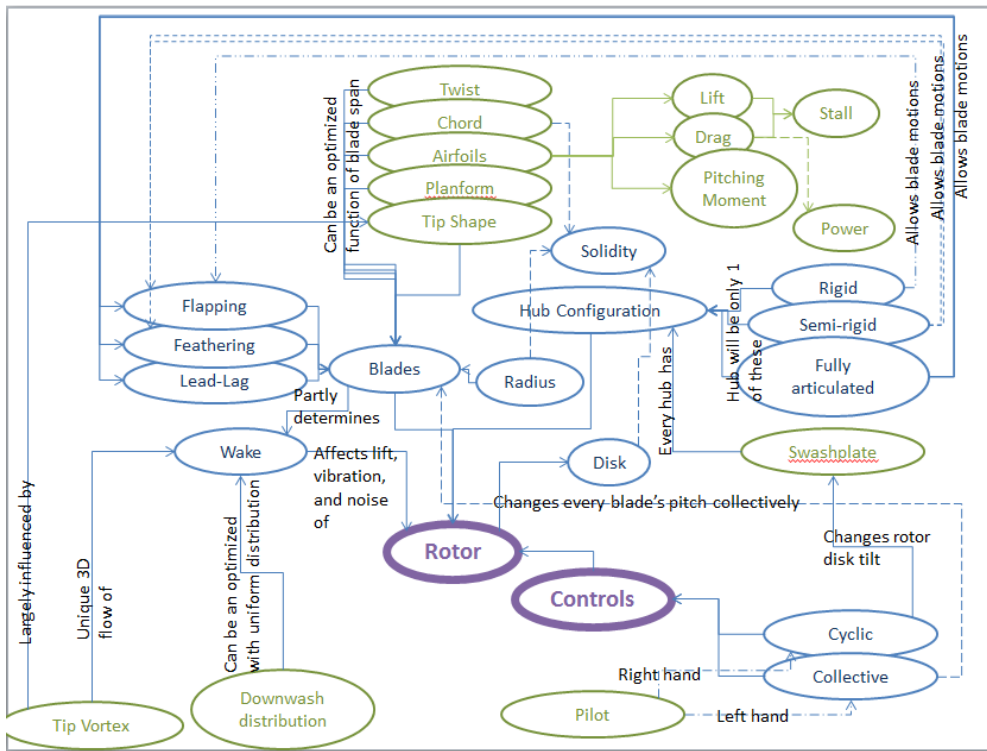 Twist
Chord
Airfoils
Planform
Tip Shape
Can be an optimized
function of blade span
Lift
Drag
Pitching
Moment
Stall
Power
Allows blade motions
Allows blade motions
Allows blade motions
Solidity
Hub Configuration
Rigid
Semi-rigid
Fully
articulated
Hub will be only 1
of these
Flapping
Feathering
Lead-Lag
Blades
Radius
Partly
determines
Wake
Affects lift,
vibration,
and noise
of
Disk
Every hub has
Swashplate
Changes every blade's pitch collectively
Rotor
Controls
Changes rotor
disk tilt
Largely influenced by
Unique 3D
flow of
Can be an optimized
with uniform distribution
Cyclic
Collective
Right hand
Left hand
Pilot
Tip Vortex
Downwash
distribution